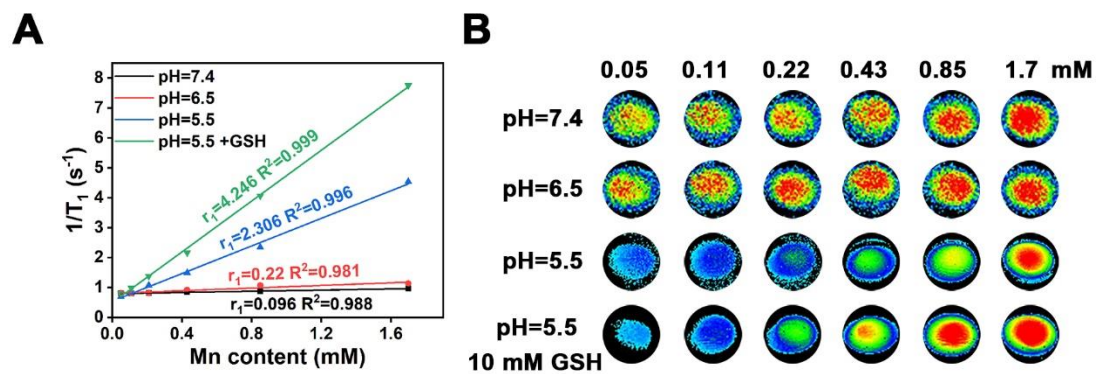 A
pH=7.4
pH=6.5
pH=5.5
pH=5.5 +GSH
r1=4.246 R2=0.999
r1=2.306 R2=0.996
r1=0.22 R2=0.981
r1=0.096 R2=0.988
1/T1 (s-1)
8
7
6
5
4
3
2
1
0
0.0 0.4 0.8 1.2 1.6
Mn content (mM)
B
0.05 0.11 0.22 0.43 0.85 1.7 mM
pH=7.4
pH=6.5
pH=5.5
pH=5.5
10 mM GSH